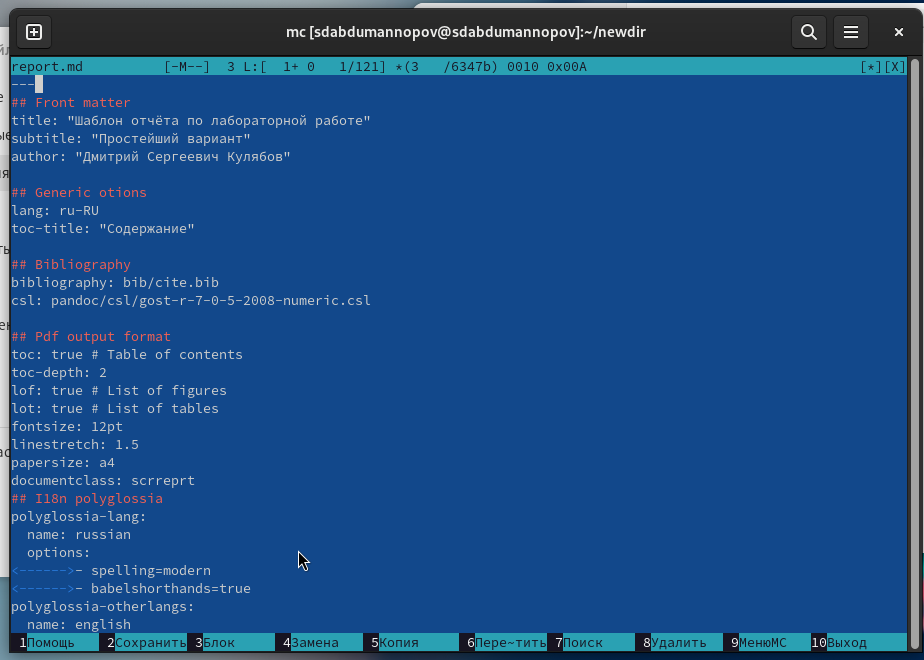 mc [sdabdumannopov@sdabdumannopov]:~/newdir
report.md [-M--] 3 L:[ 1+ 0 1/121] *(3 /6347b) 0010 0x00A [*][X]
---
## Front matter
title: "Шаблон отчёта по лабораторной работе"
subtitle: "Простейший вариант"
author: "Дмитрий Сергеевич Кулябов"
## Generic otions
lang: ru-RU
toc-title: "Содержание"
## Bibliography
bibliography: bib/cite.bib
csl: pandoc/csl/gost-r-7-0-5-2008-numeric.csl
## Pdf output format
toc: true # Table of contents
toc-depth: 2
lof: true # List of figures
lot: true # List of tables
fontsize: 12pt
linestretch: 1.5
papersize: a4
documentclass: scrreprt
## I18n polyglossia
polyglossia-lang:
  name: russian
  options:
<------>- spelling=modern
<------>- babelshorthands=true
polyglossia-otherlangs:
  name: english
1Помощь 2Сохранить 3Блок 4Замена 5Копия 6Пере~тить 7Поиск 8Удалить 9МенюMC 10Выход